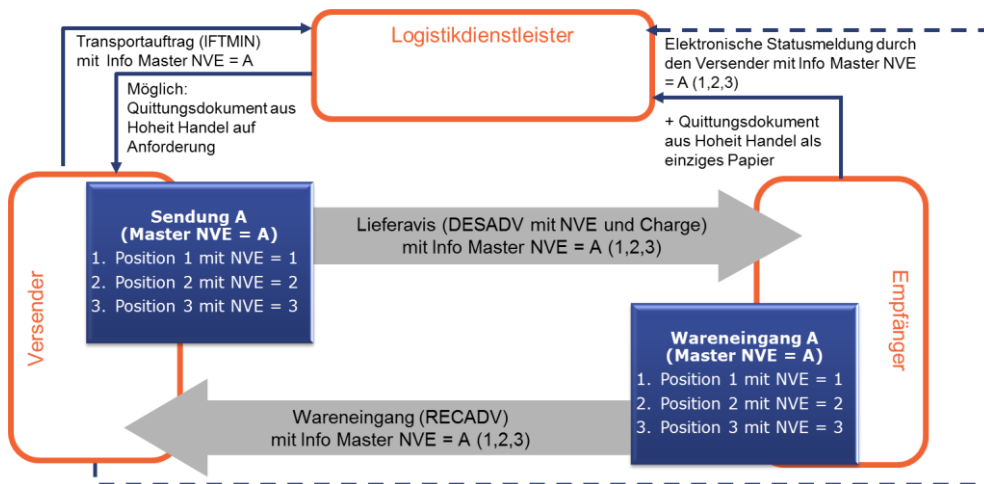 Transportauftrag (IFTMIN)
mit Info Master NVE = A
Möglich:
Quittungsdokument aus
Hoheit Handel auf
Anforderung
Logistikdienstleister
Elektronische Statusmeldung durch
den Versender mit Info Master NVE
= A (1,2,3)
+ Quittungsdokument
aus Hoheit Handel als
einziges Papier
Versender
Sendung A
(Master NVE = A)
1. Position 1 mit NVE = 1
2. Position 2 mit NVE = 2
3. Position 3 mit NVE = 3
Lieferavis (DESADV mit NVE und Charge)
mit Info Master NVE = A (1,2,3)
Empfänger
Wareneingang A
(Master NVE = A)
1. Position 1 mit NVE = 1
2. Position 2 mit NVE = 2
3. Position 3 mit NVE = 3
Wareneingang (RECADV)
mit Info Master NVE = A (1,2,3)